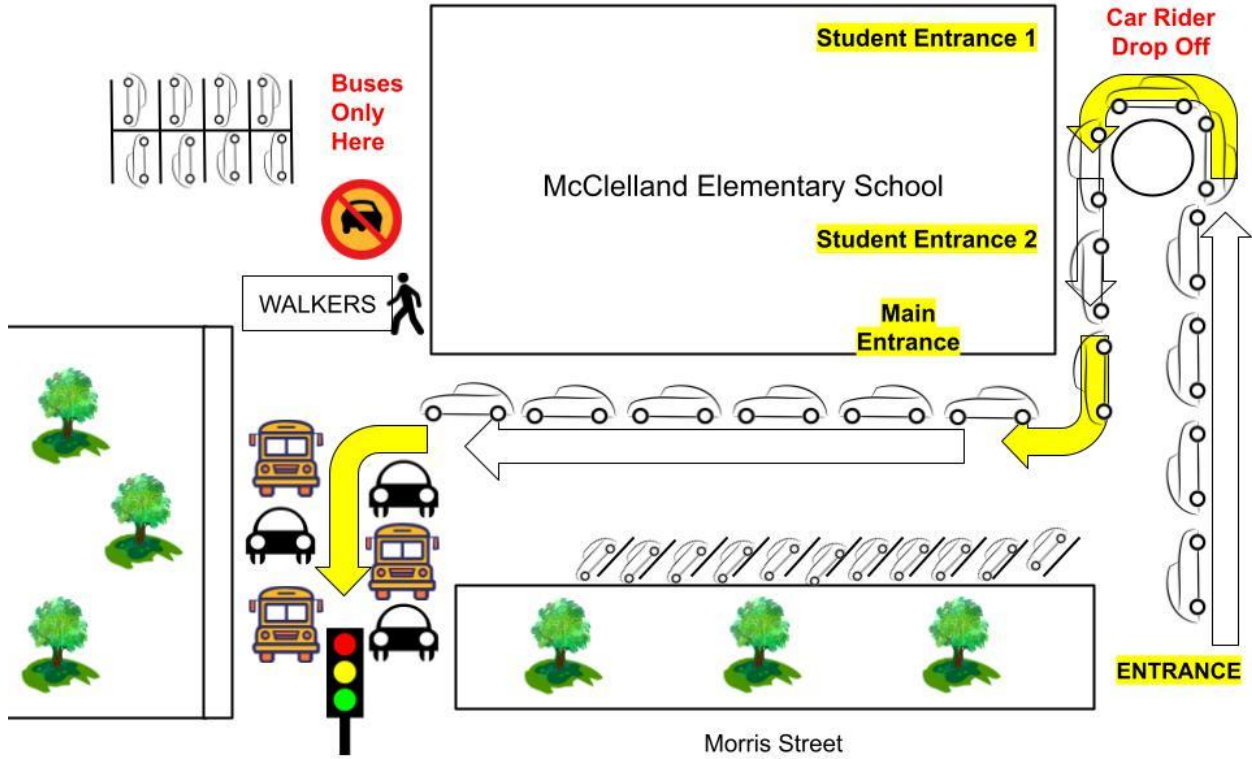 Student Entrance 1
Car Rider
Drop Off
Buses
Only
Here
McClelland Elementary School
Student Entrance 2
WALKERS
Main
Entrance
ENTRANCE
Morris Street